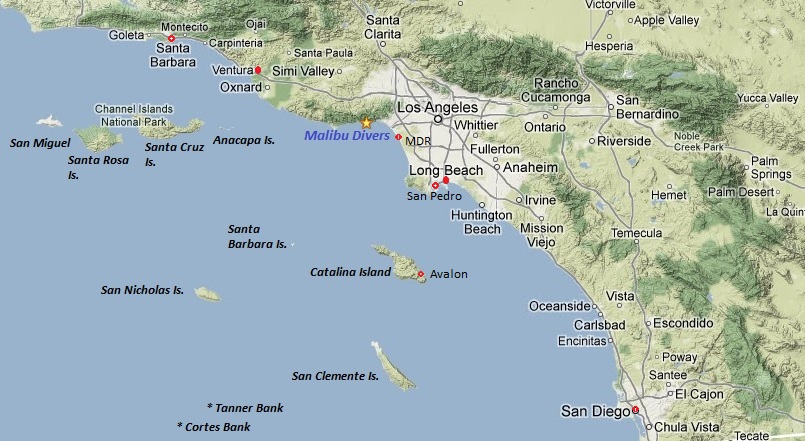 Victorville
Apple Valley
Montecito
Ojai
Santa
Clarita
Goleta
Carpinteria
Santa
Barbara
Santa Paula
Hesperia
Ventura
Simi Valley
Oxnard
Rancho
Cucamonga
Yucca Valley
Channel Islands
National Park
Los Angeles
San
Bernardino
San Miguel
Santa Rosa
Is.
Santa Cruz
Is.
Anacapa Is.
Malibu Divers
MDR
Whittier
Ontario
Riverside
Noble
Creek Park
Fullerton
Anaheim
Palm
Springs
Long Beach
San Pedro
Irvine
Hemet
Palm Desert
La Quin
Huntington
Beach
Mission
Viejo
Temecula
Santa
Barbara Is.
Catalina Island
Avalon
San Nicholas Is.
Oceanside
Vista
Carlsbad
Escondido
Encinitas
Poway
San Clemente Is.
Santee
El Cajon
* Tanner Bank
San Diego
* Cortes Bank
Chula Vista
Tecate